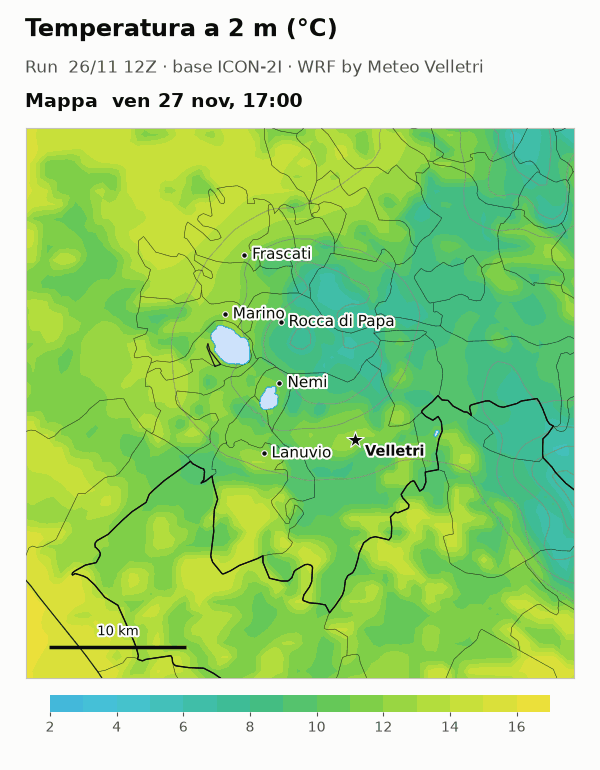 Temperatura a 2 m (°C)
Run  26/11 12Z · base ICON-2I · WRF by Meteo Velletri
Mappa  ven 27 nov, 17:00
Frascati
Marino
Rocca di Papa
Nemi
Velletri
Lanuvio
10 km
2 4 6 8 10 12 14 16